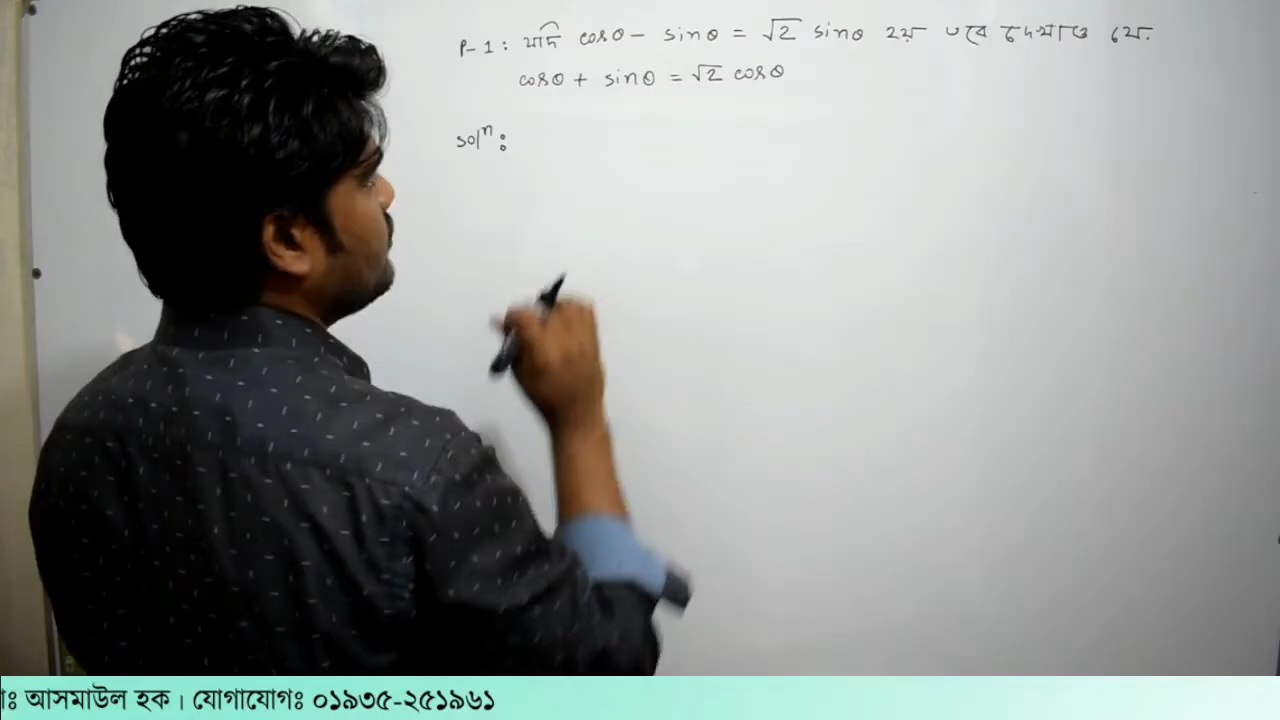 P-1: যদি cosθ - sinθ = √2 sinθ হয় তবে দেখাও যে.
cosθ + sinθ = √2 cosθ
solⁿ:
াঃ আসমাউল হক। যোগাযোগঃ ০১৯৩৫-২৫১৯৬১